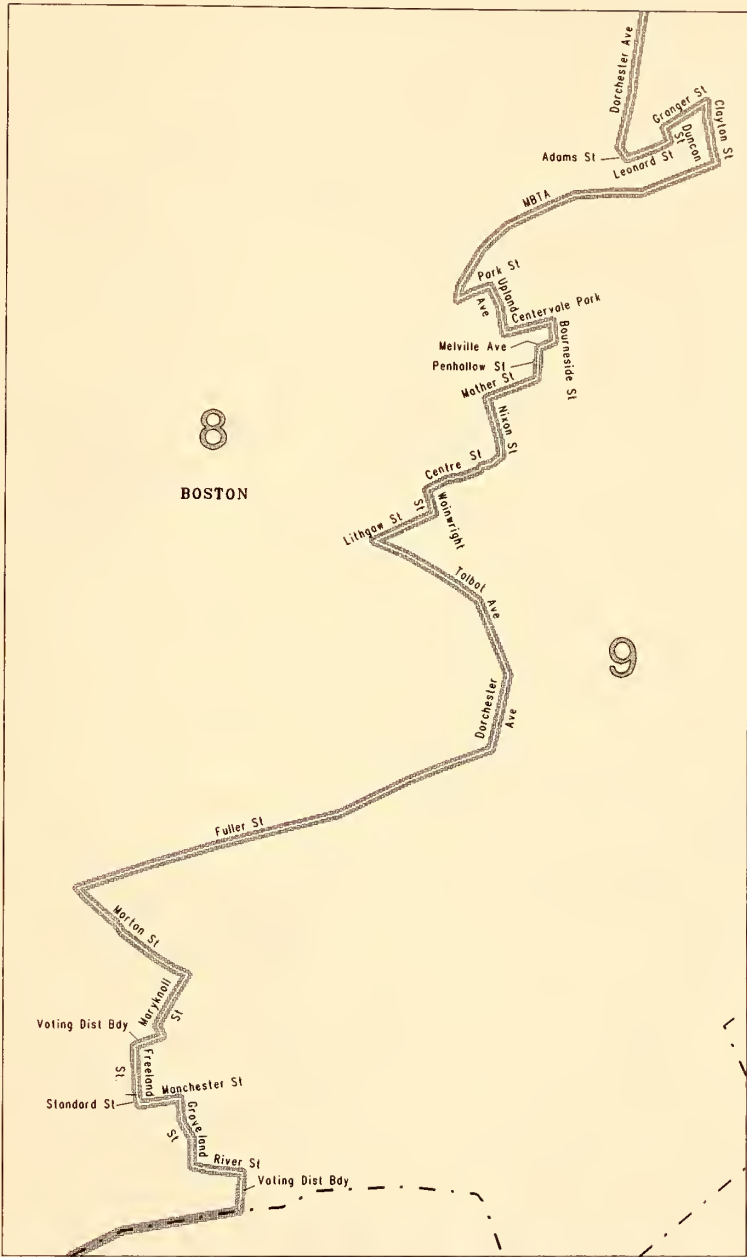 Dorchester Ave
Granger St
Clayton St
Duncan St
Adams St
Leonard St
MBTA
Park St
Upland Ave
Centervale Park
Melville Ave
Bourneside St
Penhallow St
Mather St
Nixon St
8
Centre St
BOSTON
Wainwright St
Lithgow St
Talbot Ave
9
Dorchester Ave
Fuller St
Morton St
Maryknoll St
Voting Dist Bdy
Freeland St.
Manchester St
Standard St
Groveland St
River St
Voting Dist Bdy